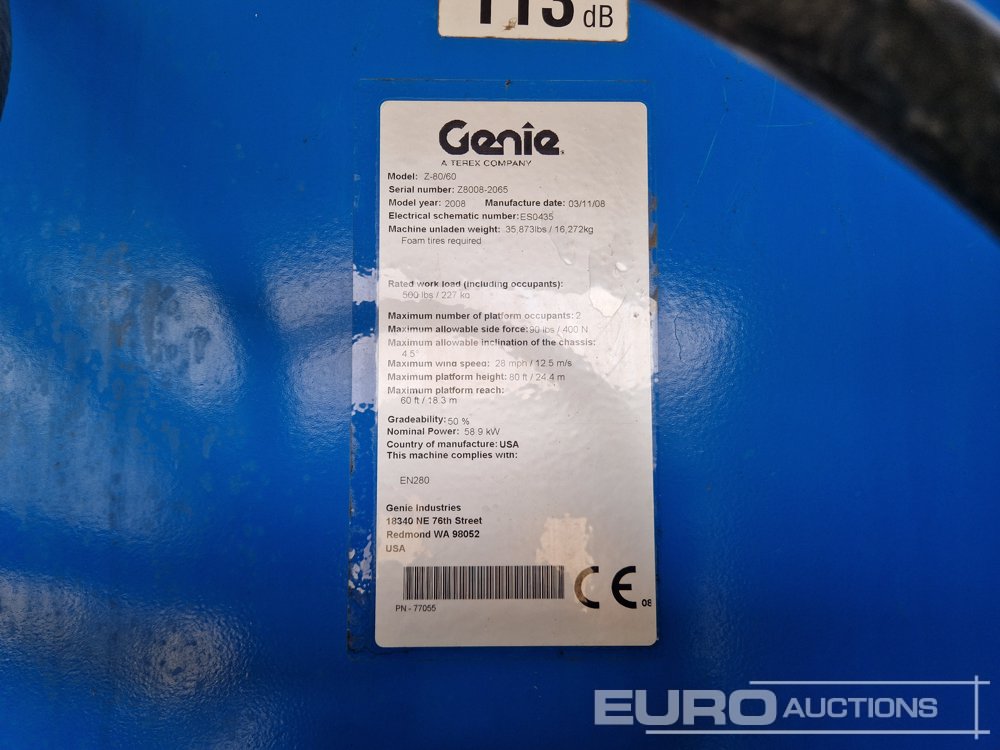 113 dB
Genie
A TEREX COMPANY
Model: Z-80/60
Serial number: Z8008-2065
Model year: 2008 Manufacture date: 03/11/08
Electrical schematic number: ES0435
Machine unladen weight: 35,873lbs / 16,272kg
Foam tires required
Rated work load (including occupants):
500 lbs / 227 kg
Maximum number of platform occupants: 2
Maximum allowable side force: 90 lbs / 400 N
Maximum allowable inclination of the chassis:
4.5°
Maximum wing speed: 28 mph / 12.5 m/s
Maximum platform height: 80 ft / 24.4 m
Maximum platform reach:
60 ft / 18.3 m
Gradeability: 50 %
Nominal Power: 58.9 kW
Country of manufacture: USA
This machine complies with:
EN280
Genie Industries
18340 NE 76th Street
Redmond WA 98052
USA
PN - 77055
CE 08
EURO AUCTIONS